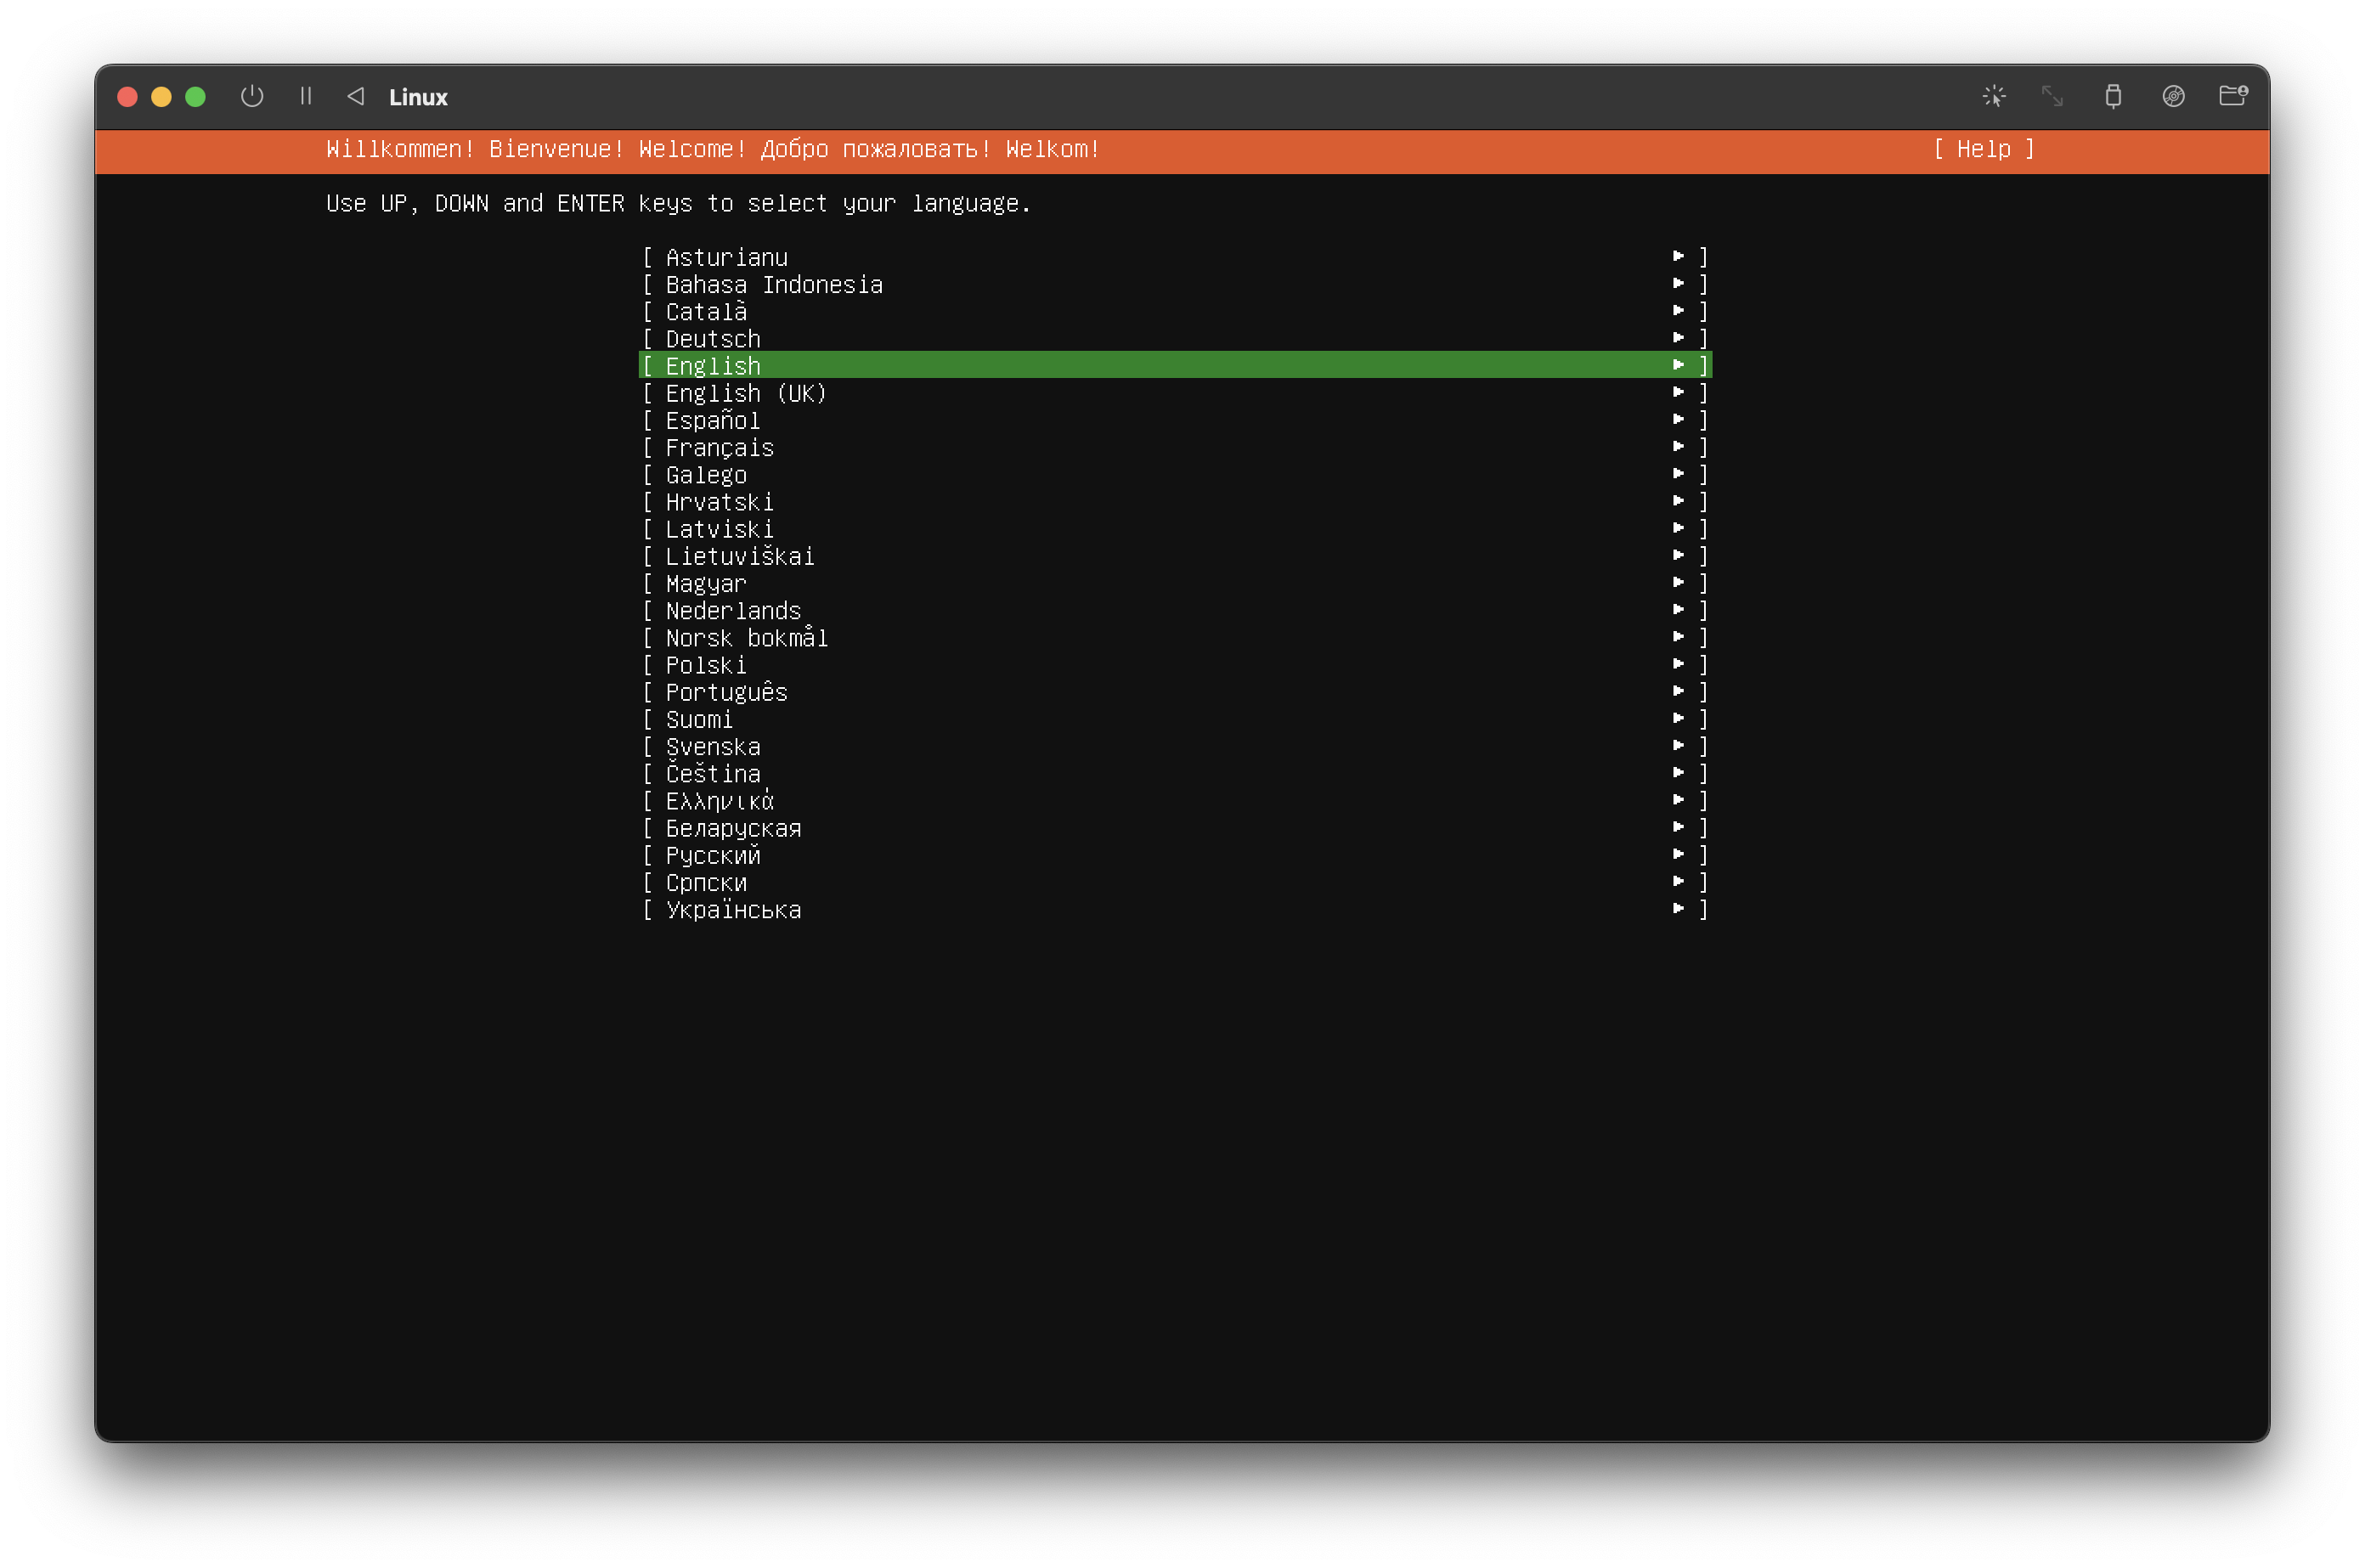 Linux
Willkommen! Bienvenue! Welcome! Добро пожаловать! Welkom! [ Help ]
Use UP, DOWN and ENTER keys to select your language.
[ Asturianu ► ]
[ Bahasa Indonesia ► ]
[ Català ► ]
[ Deutsch ► ]
[ English ► ]
[ English (UK) ► ]
[ Español ► ]
[ Français ► ]
[ Galego ► ]
[ Hrvatski ► ]
[ Latviski ► ]
[ Lietuviškai ► ]
[ Magyar ► ]
[ Nederlands ► ]
[ Norsk bokmål ► ]
[ Polski ► ]
[ Português ► ]
[ Suomi ► ]
[ Svenska ► ]
[ Čeština ► ]
[ Ελληνικά ► ]
[ Беларуская ► ]
[ Русский ► ]
[ Српски ► ]
[ Українська ► ]